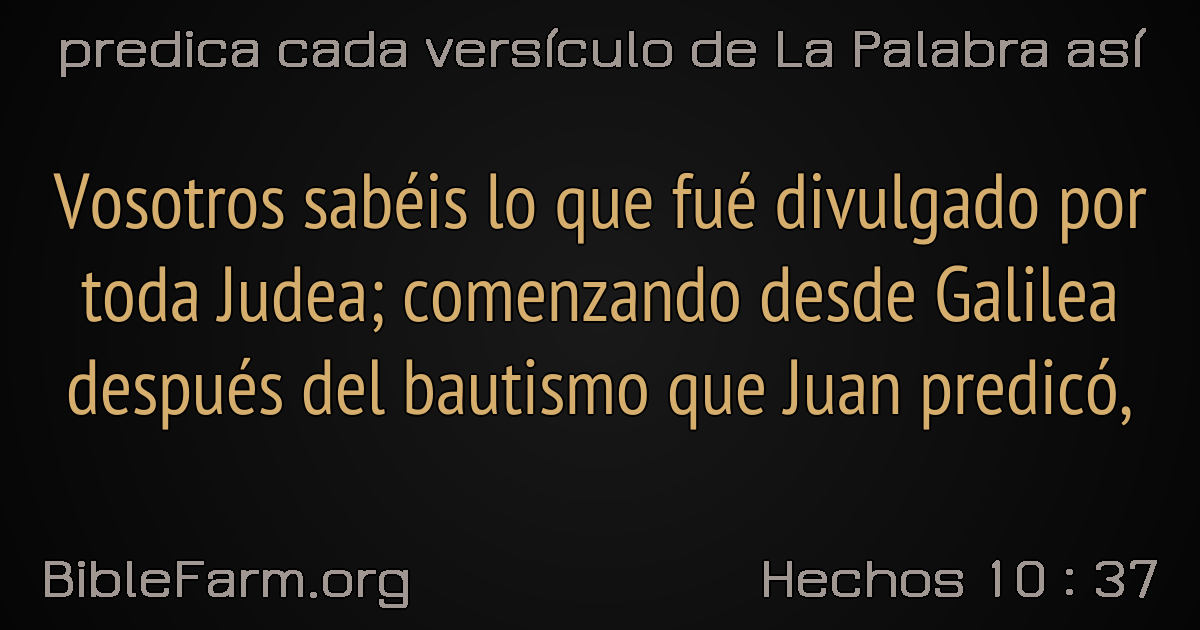 predica cada versículo de La Palabra así
Vosotros sabéis lo que fué divulgado por
toda Judea; comenzando desde Galilea
después del bautismo que Juan predicó,
BibleFarm.org
Hechos 10 : 37